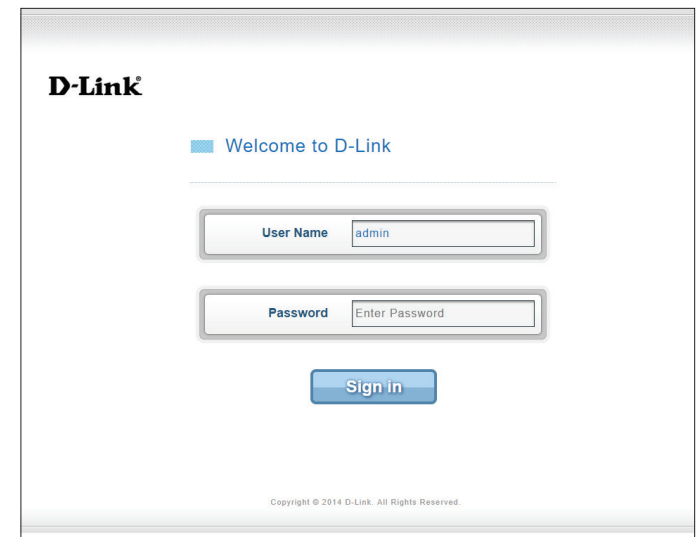 D-Link®
Welcome to D-Link
User Name admin
Password Enter Password
Sign in
Copyright © 2014 D-Link. All Rights Reserved.